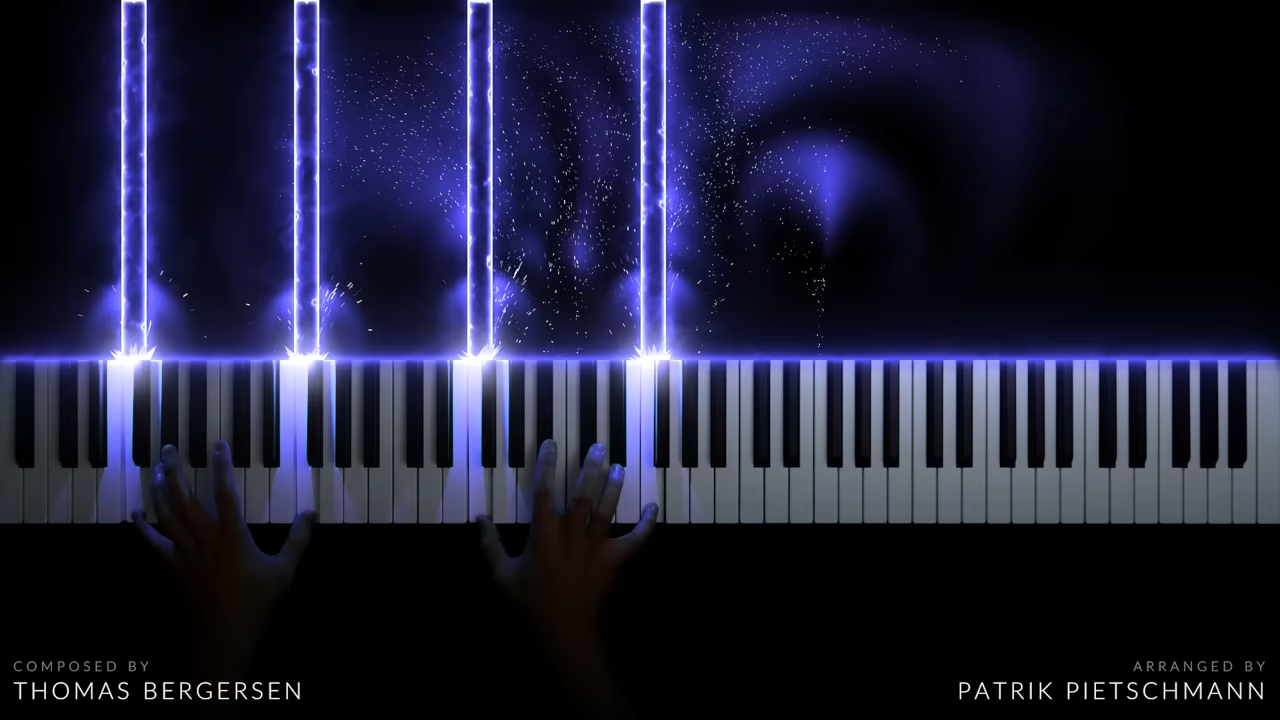 COMPOSED BY
THOMAS BERGERSEN
ARRANGED BY
PATRIK PIETSCHMANN